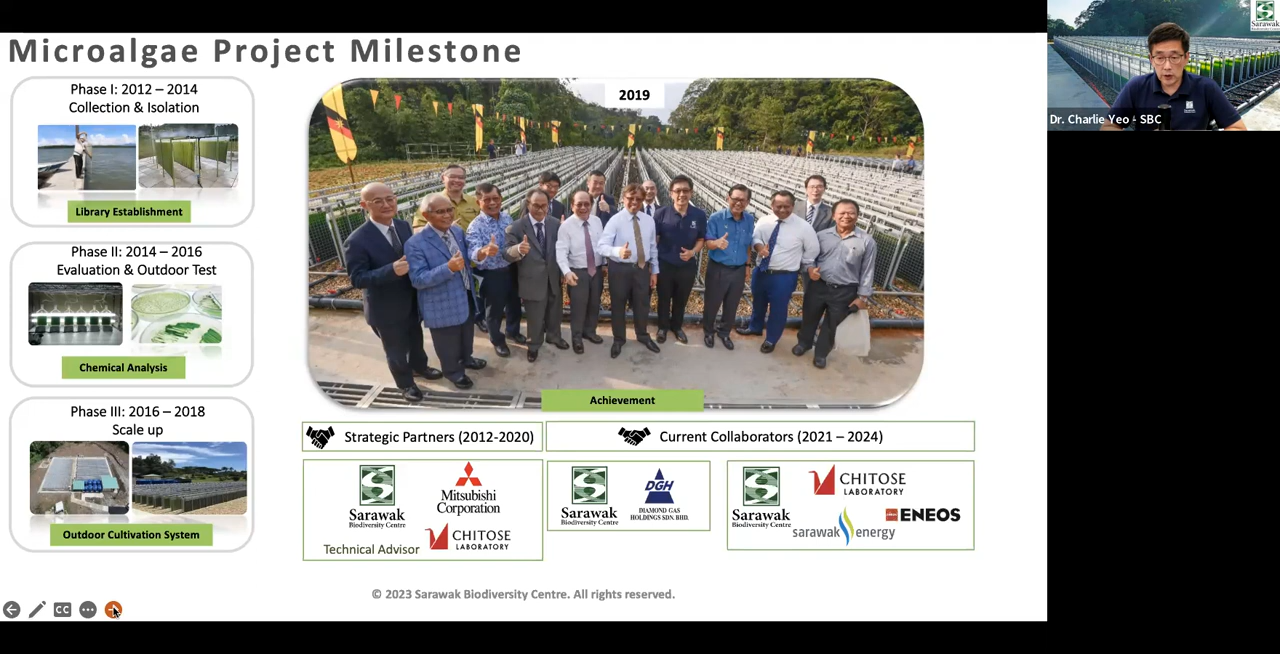 Microalgae Project Milestone
Phase I: 2012 – 2014
Collection & Isolation
Library Establishment
Phase II: 2014 – 2016
Evaluation & Outdoor Test
Chemical Analysis
Phase III: 2016 – 2018
Scale up
Outdoor Cultivation System
2019
Achievement
Strategic Partners (2012-2020)
Sarawak
Biodiversity Centre
Mitsubishi
Corporation
Technical Advisor
CHITOSE
LABORATORY
Current Collaborators (2021 – 2024)
Sarawak
Biodiversity Centre
DGH
DIAMOND GAS
HOLDINGS SDN. BHD.
Sarawak
Biodiversity Centre
CHITOSE
LABORATORY
ENEOS
sarawak energy
© 2023 Sarawak Biodiversity Centre. All rights reserved.
CC
Sarawak
Dr. Charlie Yeo - SBC